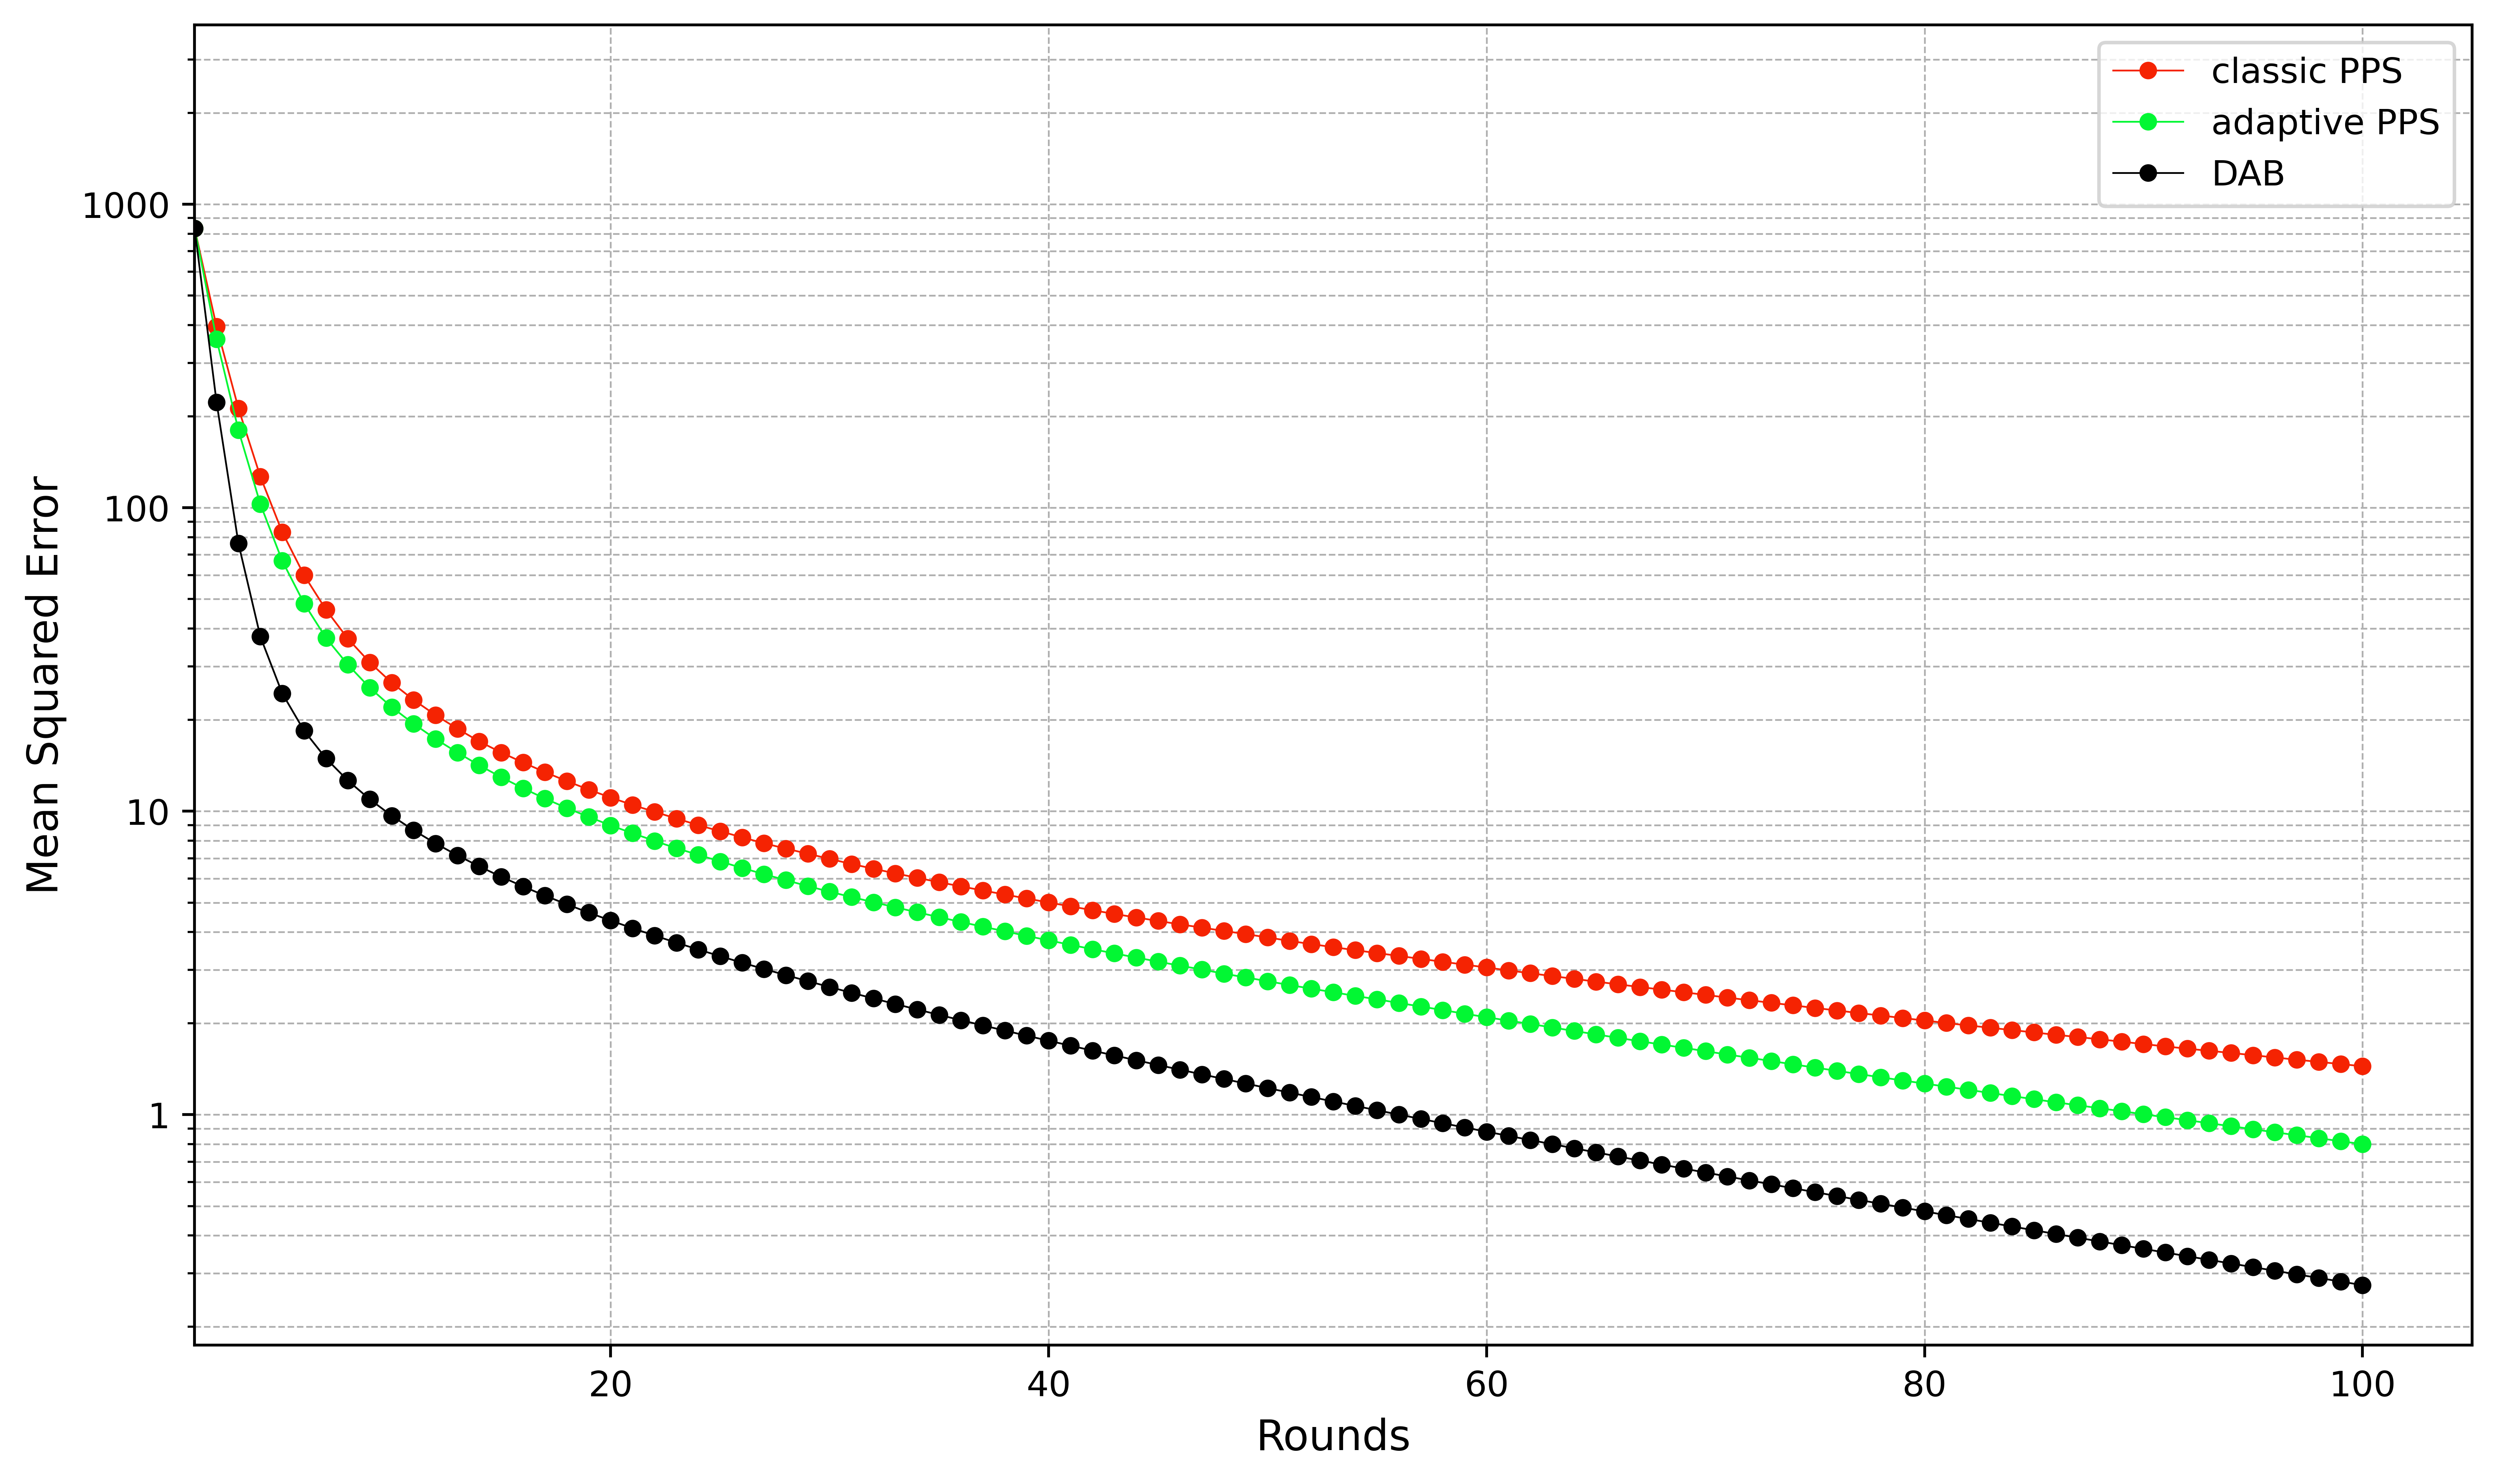 classic PPS
adaptive PPS
DAB
Mean Squared Error
1000
100
10
1
20 40 60 80 100
Rounds